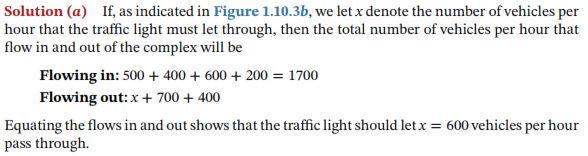 Solution (a) If, as indicated in Figure 1.10.3b, we let x denote the number of vehicles per
hour that the traffic light must let through, then the total number of vehicles per hour that
flow in and out of the complex will be
Flowing in: 500 + 400 + 600 + 200 = 1700
Flowing out: x + 700 + 400
Equating the flows in and out shows that the traffic light should let x = 600 vehicles per hour
pass through.